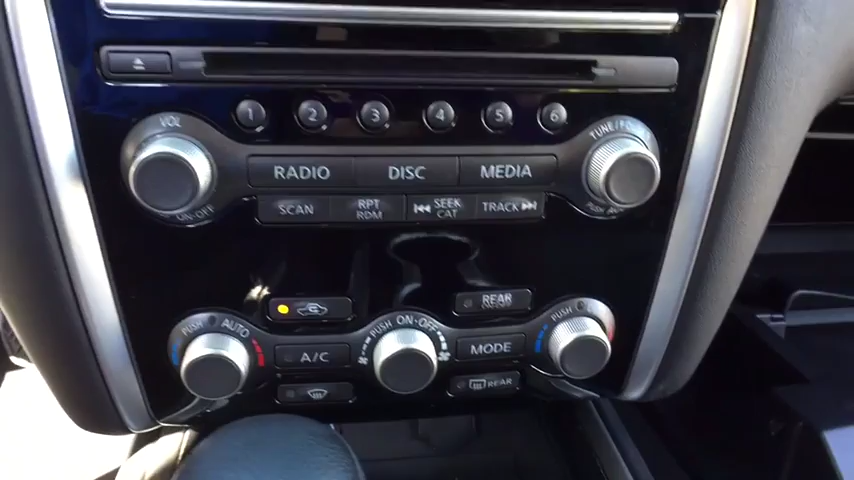 VOL
1 2 3 4 5 6
TUNE/FOLDER
RADIO DISC MEDIA
SCAN RPT RDM SEEK CAT TRACK
ON·OFF
PUSH AUDIO
REAR
PUSH AUTO
PUSH ON·OFF
PUSH
A/C
MODE
REAR